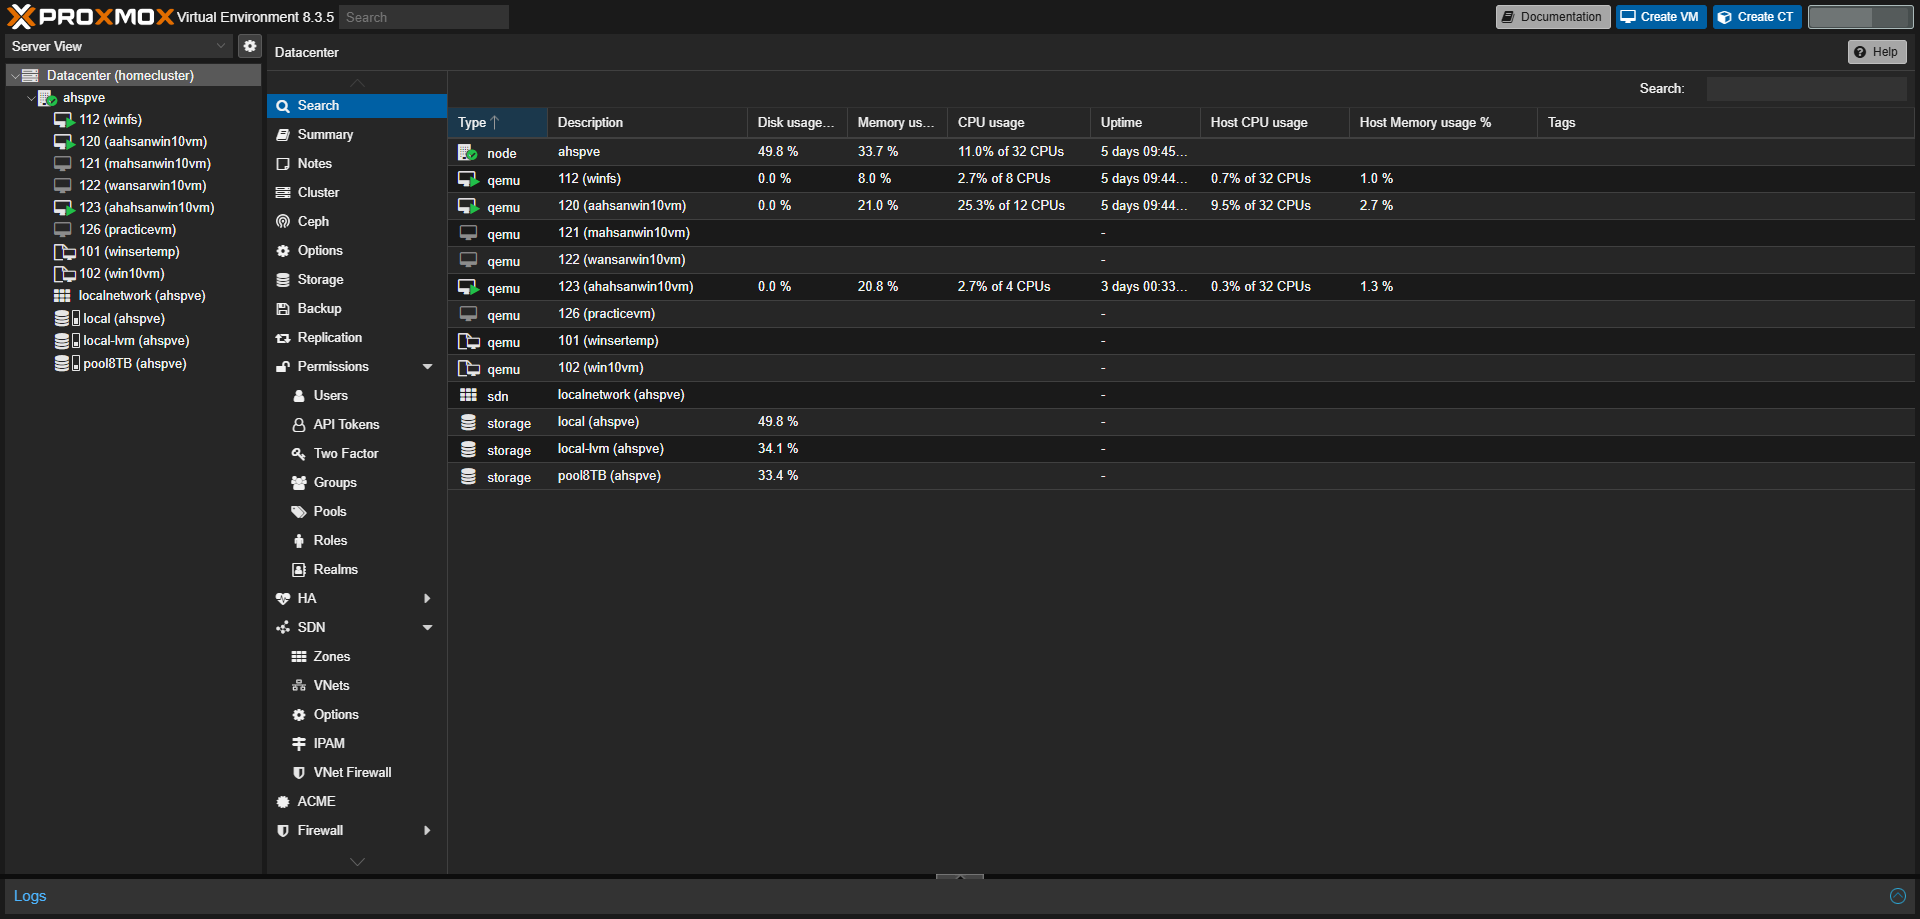 PROXMOX Virtual Environment 8.3.5 Search Documentation Create VM Create CT
Server View
Datacenter (homecluster)
ahspve
112 (winfs)
120 (aahsanwin10vm)
121 (mahsanwin10vm)
122 (wansarwin10vm)
123 (ahahsanwin10vm)
126 (practicevm)
101 (winsertemp)
102 (win10vm)
localnetwork (ahspve)
local (ahspve)
local-lvm (ahspve)
pool8TB (ahspve)
Datacenter Help
Search
Summary
Notes
Cluster
Ceph
Options
Storage
Backup
Replication
Permissions
Users
API Tokens
Two Factor
Groups
Pools
Roles
Realms
HA
SDN
Zones
VNets
Options
IPAM
VNet Firewall
ACME
Firewall
Search:
Type Description Disk usage... Memory us... CPU usage Uptime Host CPU usage Host Memory usage % Tags
node ahspve 49.8 % 33.7 % 11.0% of 32 CPUs 5 days 09:45...
qemu 112 (winfs) 0.0 % 8.0 % 2.7% of 8 CPUs 5 days 09:44... 0.7% of 32 CPUs 1.0 %
qemu 120 (aahsanwin10vm) 0.0 % 21.0 % 25.3% of 12 CPUs 5 days 09:44... 9.5% of 32 CPUs 2.7 %
qemu 121 (mahsanwin10vm) -
qemu 122 (wansarwin10vm) -
qemu 123 (ahahsanwin10vm) 0.0 % 20.8 % 2.7% of 4 CPUs 3 days 00:33... 0.3% of 32 CPUs 1.3 %
qemu 126 (practicevm) -
qemu 101 (winsertemp) -
qemu 102 (win10vm) -
sdn localnetwork (ahspve) -
storage local (ahspve) 49.8 % -
storage local-lvm (ahspve) 34.1 % -
storage pool8TB (ahspve) 33.4 % -
Logs